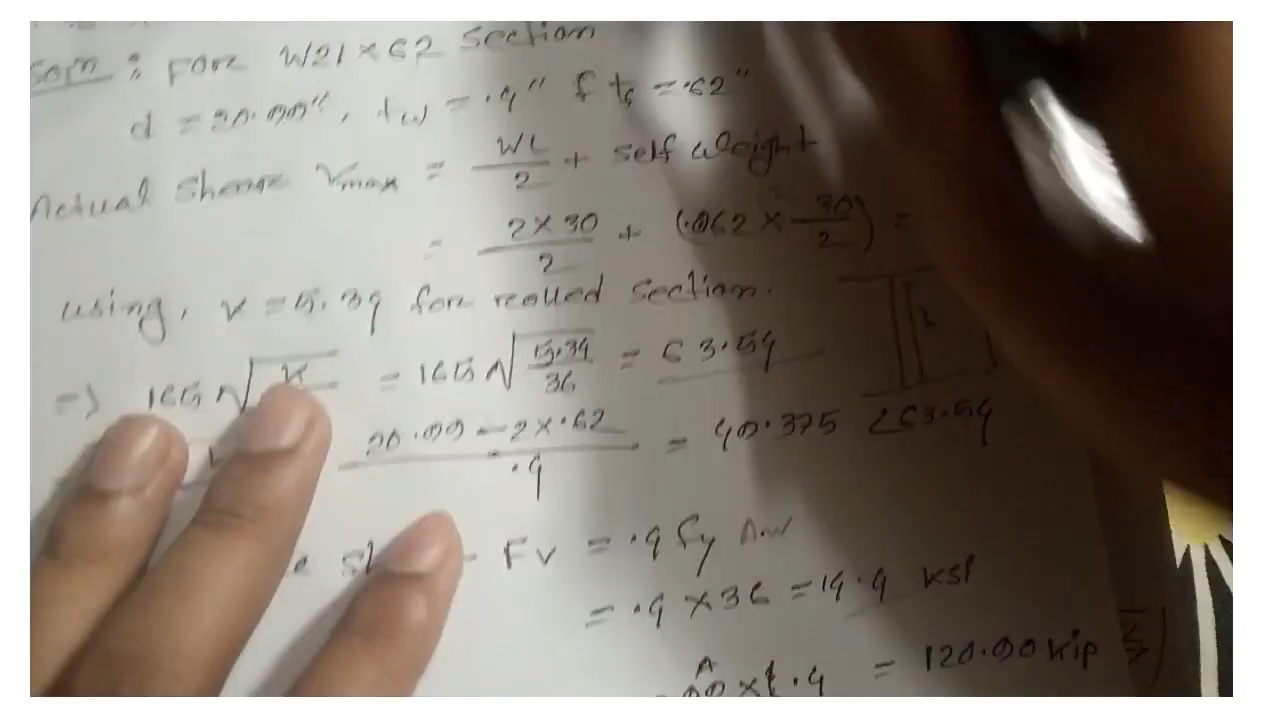 Soln : For W21×62 section
d = 20.99", tw = .4" & tf = .62"
Actual Shear Vmax = WL/2 + self weight
= 2×30/2 + (.062 × 30/2) =
using, K = 5.34 for rolled section.
=> 165 √ K = 165 √(5.34/36) = 63.54
20.99 - 2×.62/.4 = 49.375 < 63.54
Fv = .4 Fy Aw
= .4 × 36 = 14.4 ksi
× .4 = 120.90 kip